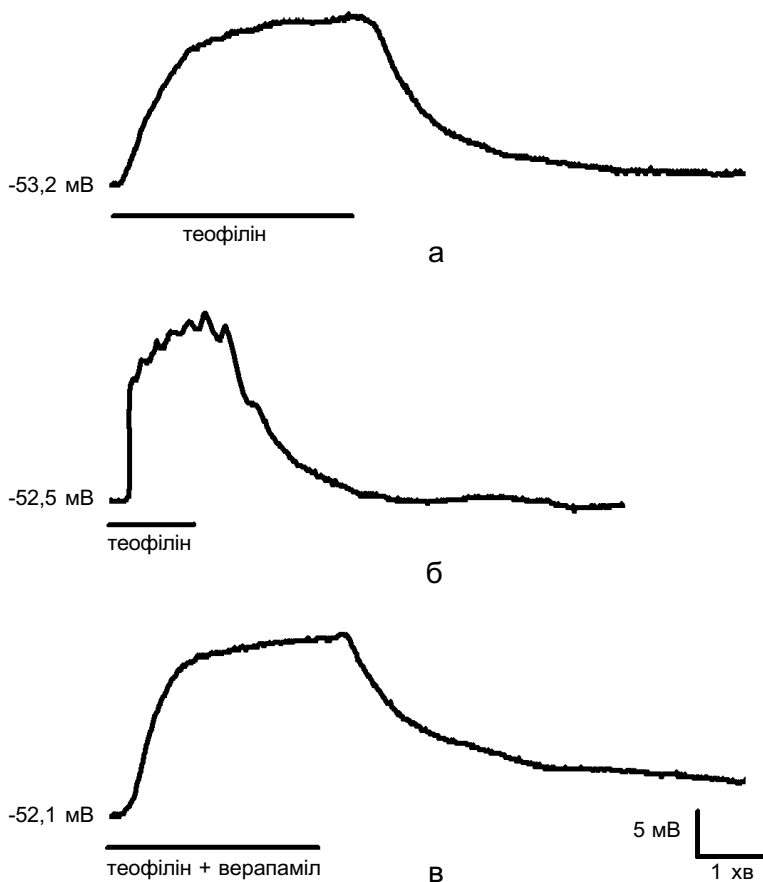 -53,2 мВ
теофілін
а
-52,5 мВ
теофілін
б
-52,1 мВ
5 мВ
1 хв
теофілін + верапаміл
в